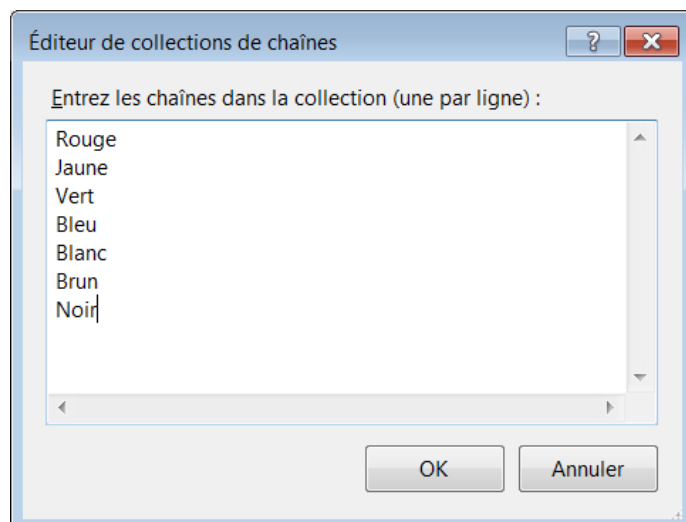 Éditeur de collections de chaînes
Entrez les chaînes dans la collection (une par ligne) :
Rouge
Jaune
Vert
Bleu
Blanc
Brun
Noir
OK
Annuler